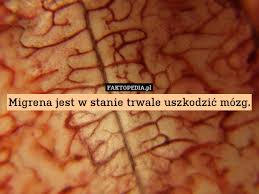 FAKTOPEDIA.pl
Migrena jest w stanie trwale uszkodzić mózg.